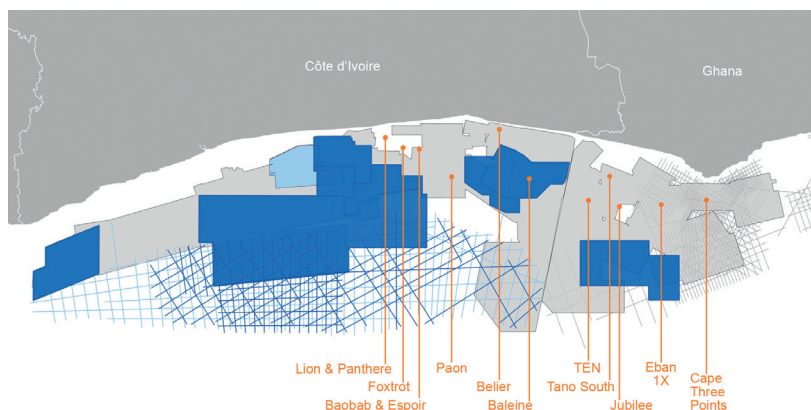 Côte d'Ivoire
Ghana
Lion & Panthere
Foxtrot
Baobab & Espoir
Paon
Belier
Baleine
TEN
Tano South
Jubilee
Eban
1X
Cape
Three
Points